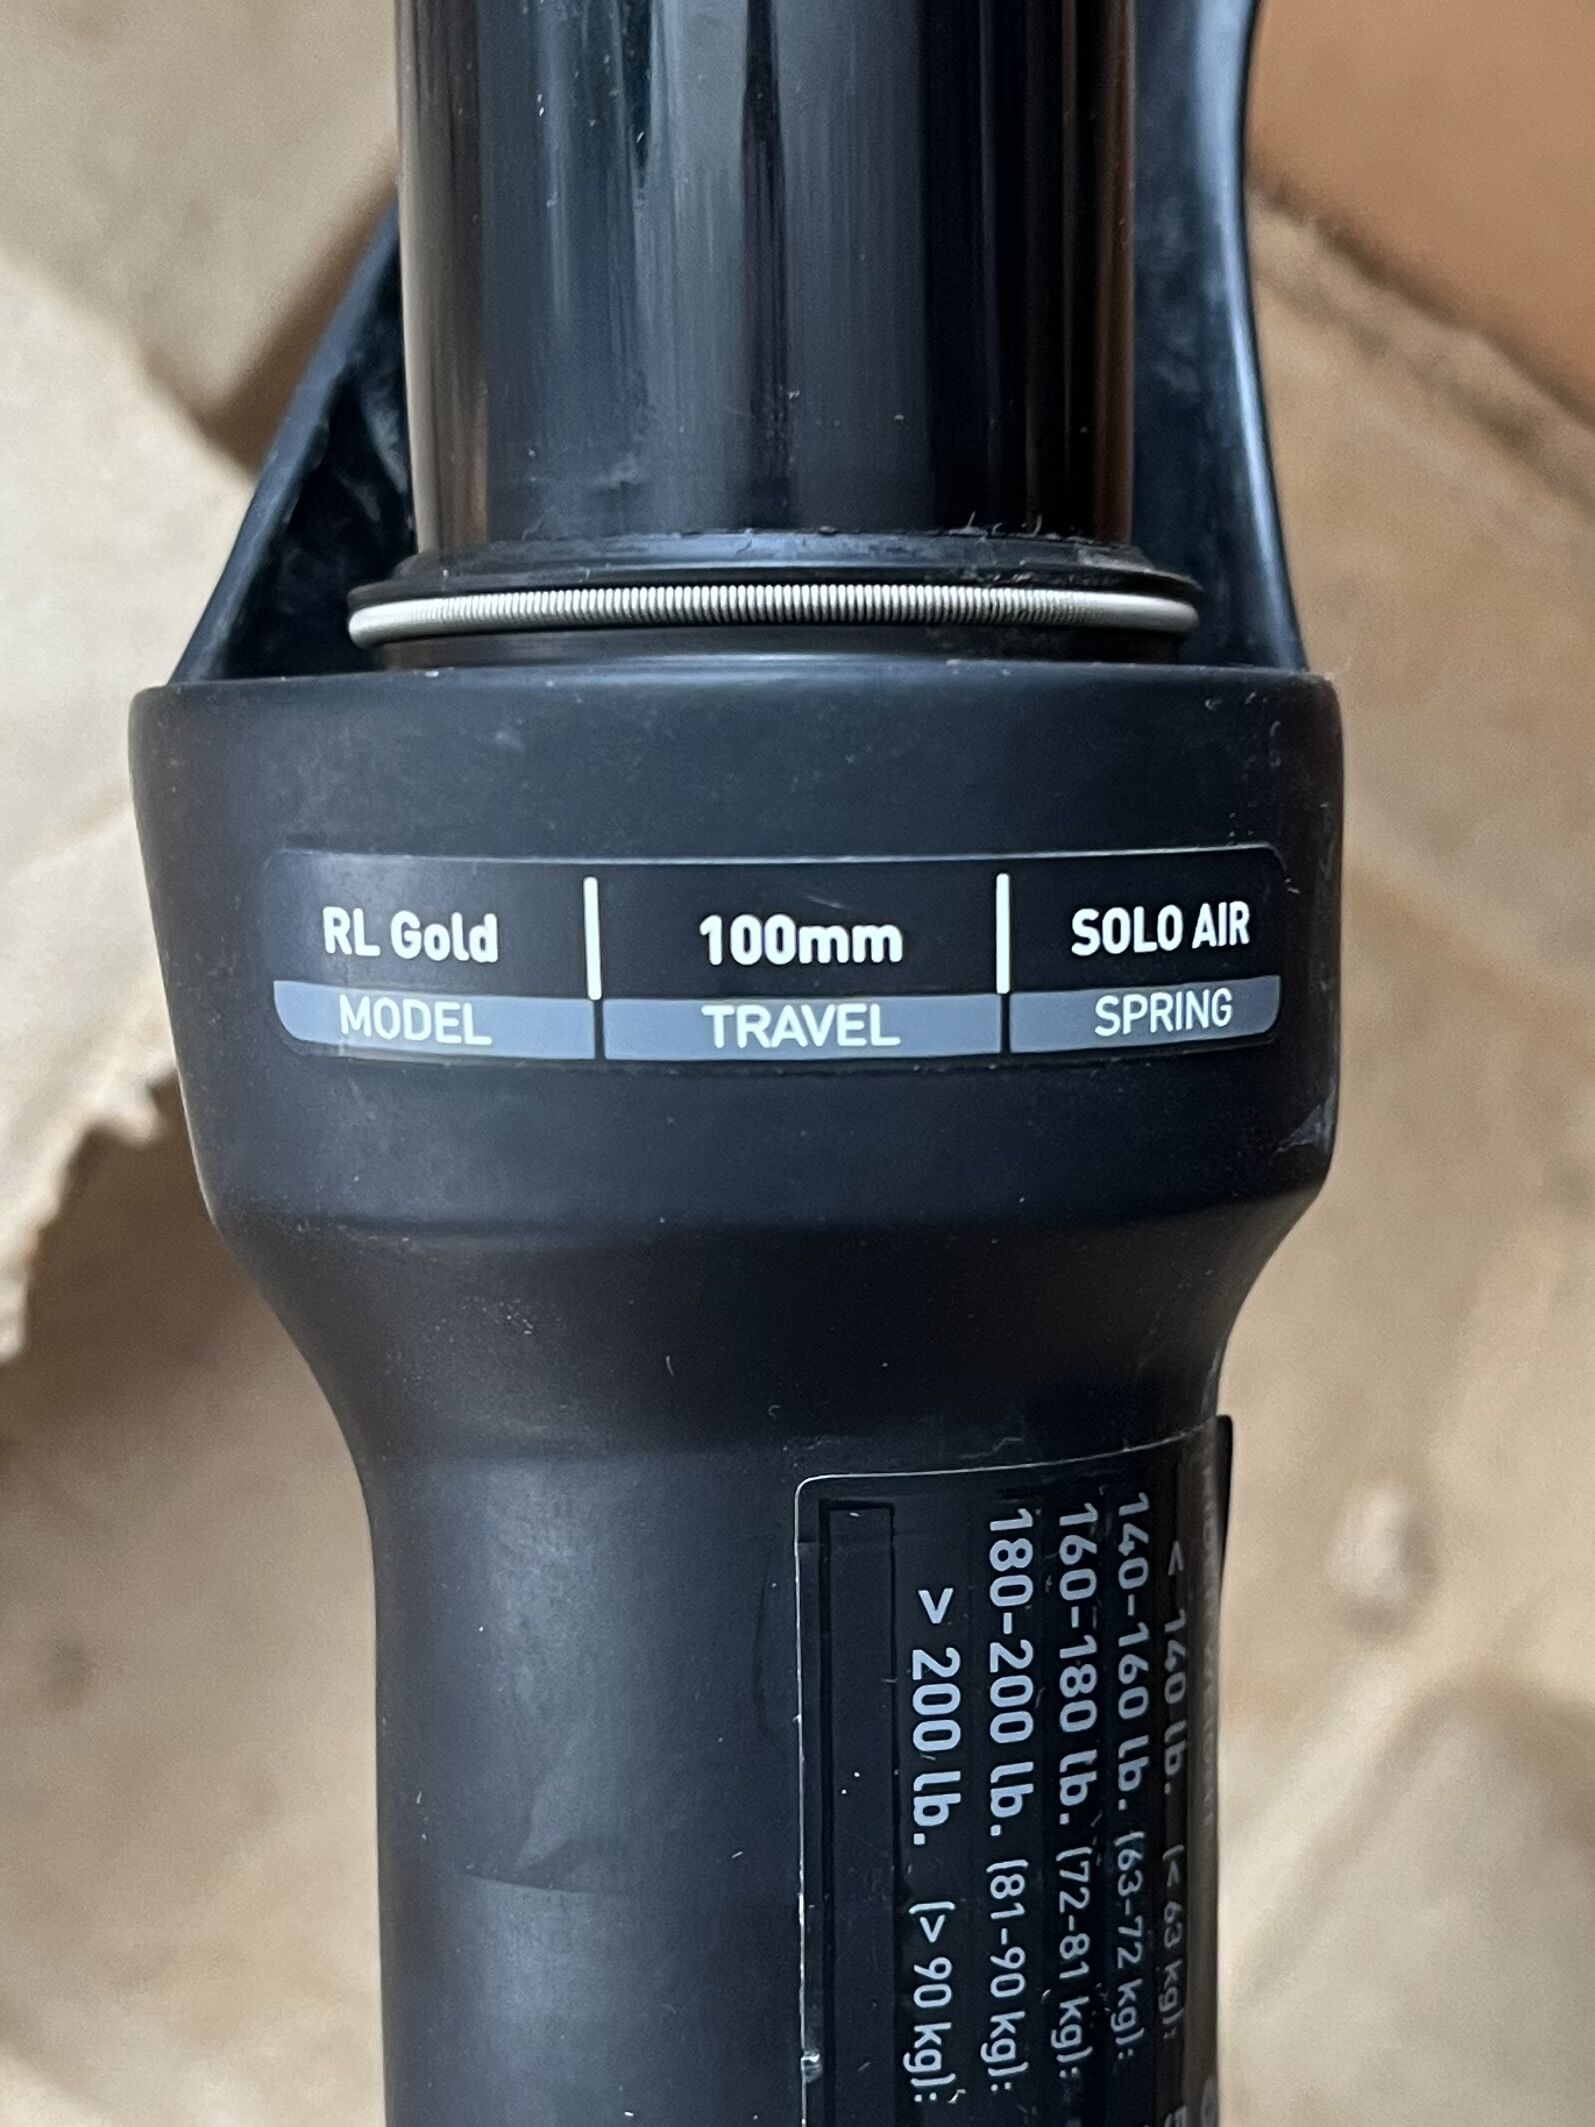 RL Gold 100mm SOLO AIR
MODEL TRAVEL SPRING
< 140 lb. (< 63 kg):
140-160 lb. (63-72 kg):
160-180 lb. (72-81 kg):
180-200 lb. (81-90 kg):
> 200 lb. (> 90 kg):